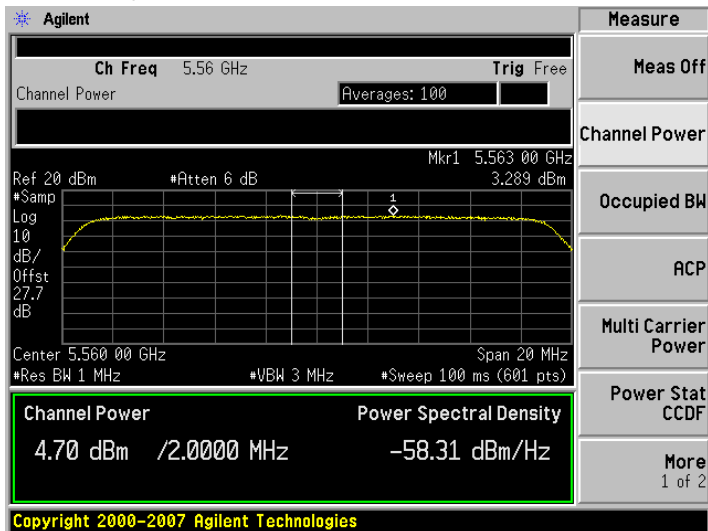 Agilent
Measure
Ch Freq 5.56 GHz Trig Free
Channel Power Averages: 100
Mkr1 5.563 00 GHz
Ref 20 dBm #Atten 6 dB 3.289 dBm
#Samp
Log
10
dB/
Offst
27.7
dB
1
Center 5.560 00 GHz Span 20 MHz
#Res BW 1 MHz #VBW 3 MHz #Sweep 100 ms (601 pts)
Channel Power Power Spectral Density
4.70 dBm /2.0000 MHz -58.31 dBm/Hz
Copyright 2000-2007 Agilent Technologies
Meas Off
Channel Power
Occupied BW
ACP
Multi Carrier
Power
Power Stat
CCDF
More
1 of 2